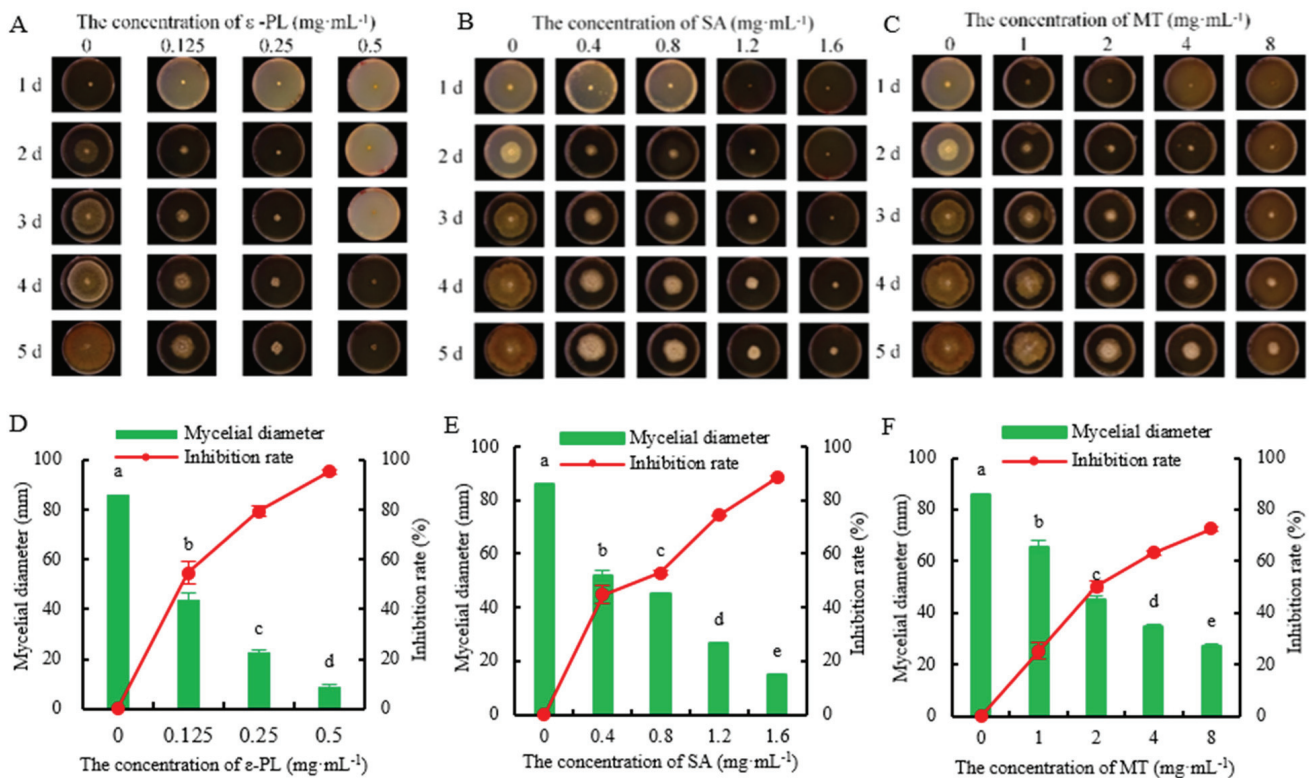 A
The concentration of ε -PL (mg·mL⁻¹)
0 0.125 0.25 0.5
1 d
2 d
3 d
4 d
5 d
B
The concentration of SA (mg·mL⁻¹)
0 0.4 0.8 1.2 1.6
1 d
2 d
3 d
4 d
5 d
C
The concentration of MT (mg·mL⁻¹)
0 1 2 4 8
1 d
2 d
3 d
4 d
5 d
D
Mycelial diameter
Inhibition rate
Mycelial diameter (mm)
100
80
60
40
20
0
a
b
c
d
100
80
60
40
20
0
Inhibition rate (%)
0 0.125 0.25 0.5
The concentration of ε-PL (mg·mL⁻¹)
E
Mycelial diameter
Inhibition rate
Mycelial diameter (mm)
100
80
60
40
20
0
a
b
c
d
e
100
80
60
40
20
0
Inhibition rate (%)
0 0.4 0.8 1.2 1.6
The concentration of SA (mg·mL⁻¹)
F
Mycelial diameter
Inhibition rate
Mycelial diameter (mm)
100
80
60
40
20
0
a
b
c
d
e
100
80
60
40
20
0
Inhibition rate (%)
0 1 2 4 8
The concentration of MT (mg·mL⁻¹)